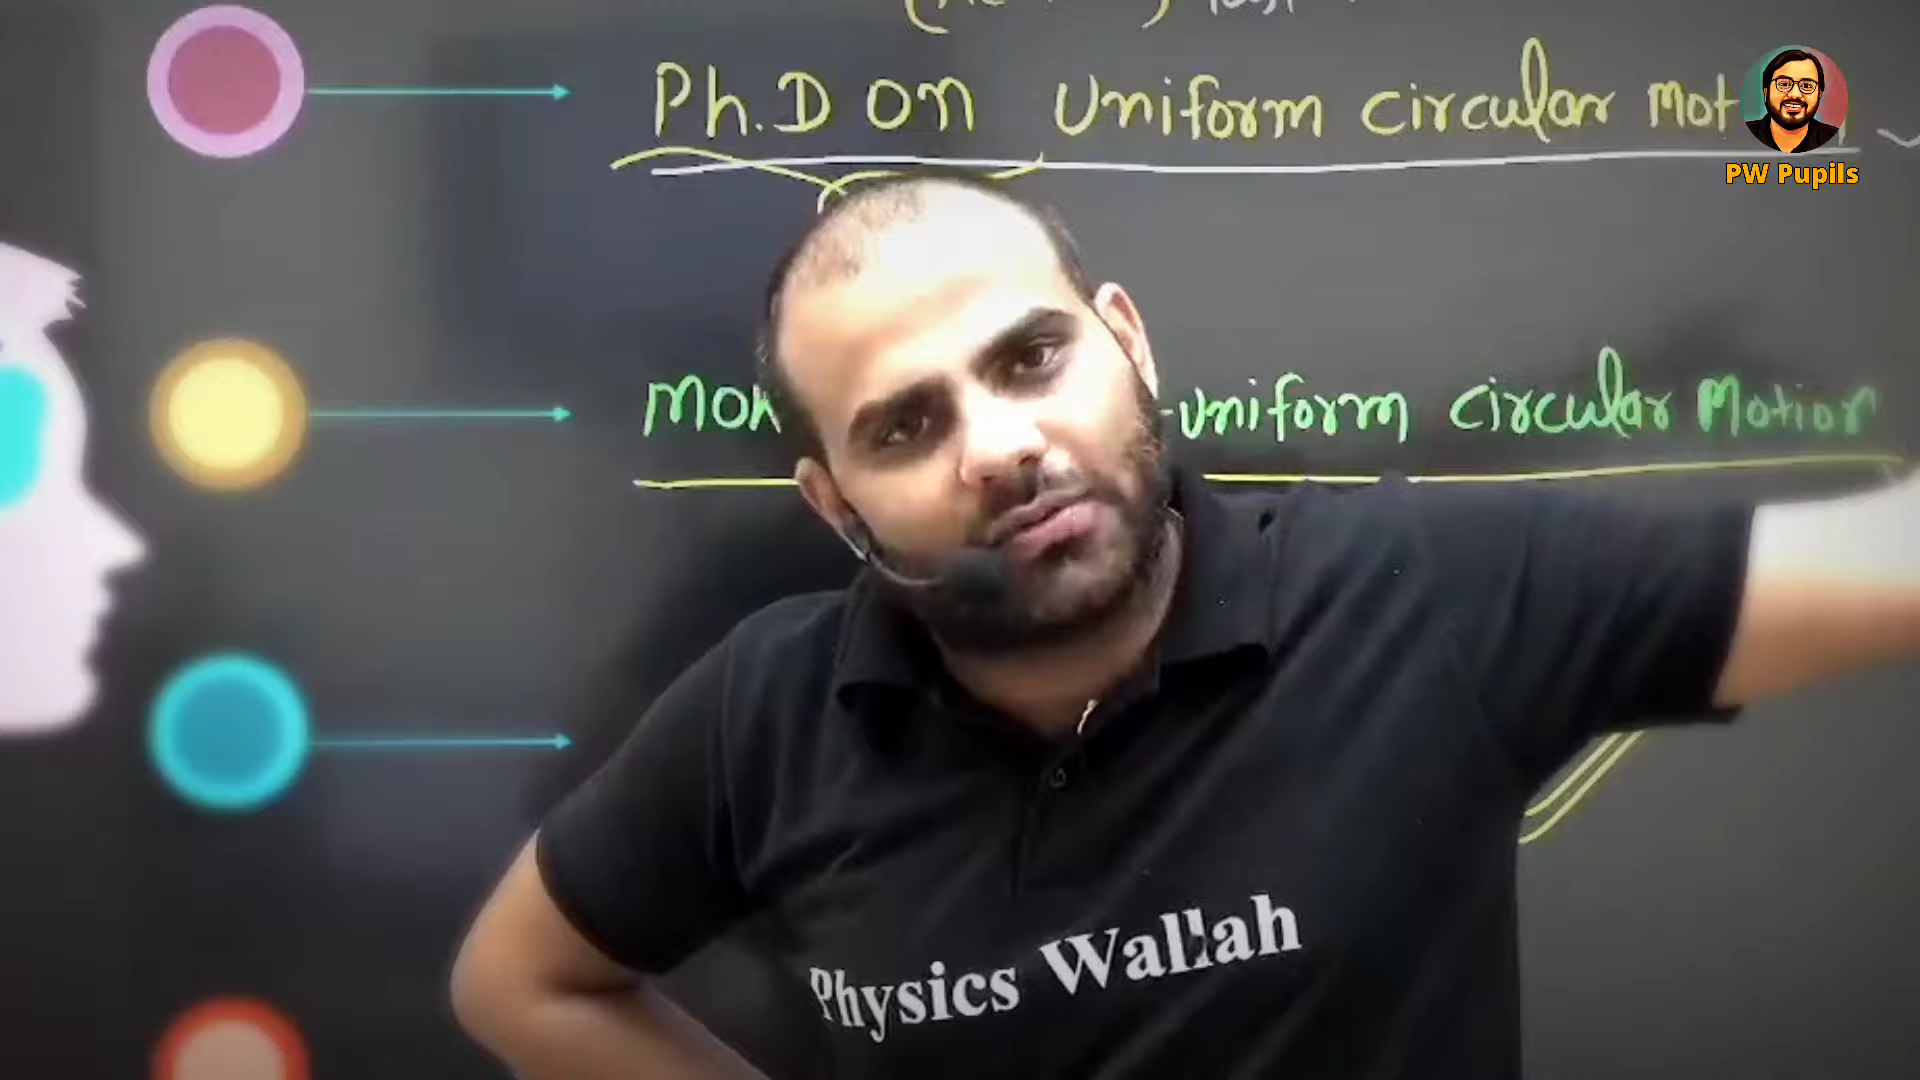 Ph.D on Uniform Circular Mot
PW Pupils
-Uniform Circular Motion
Physics Wallah